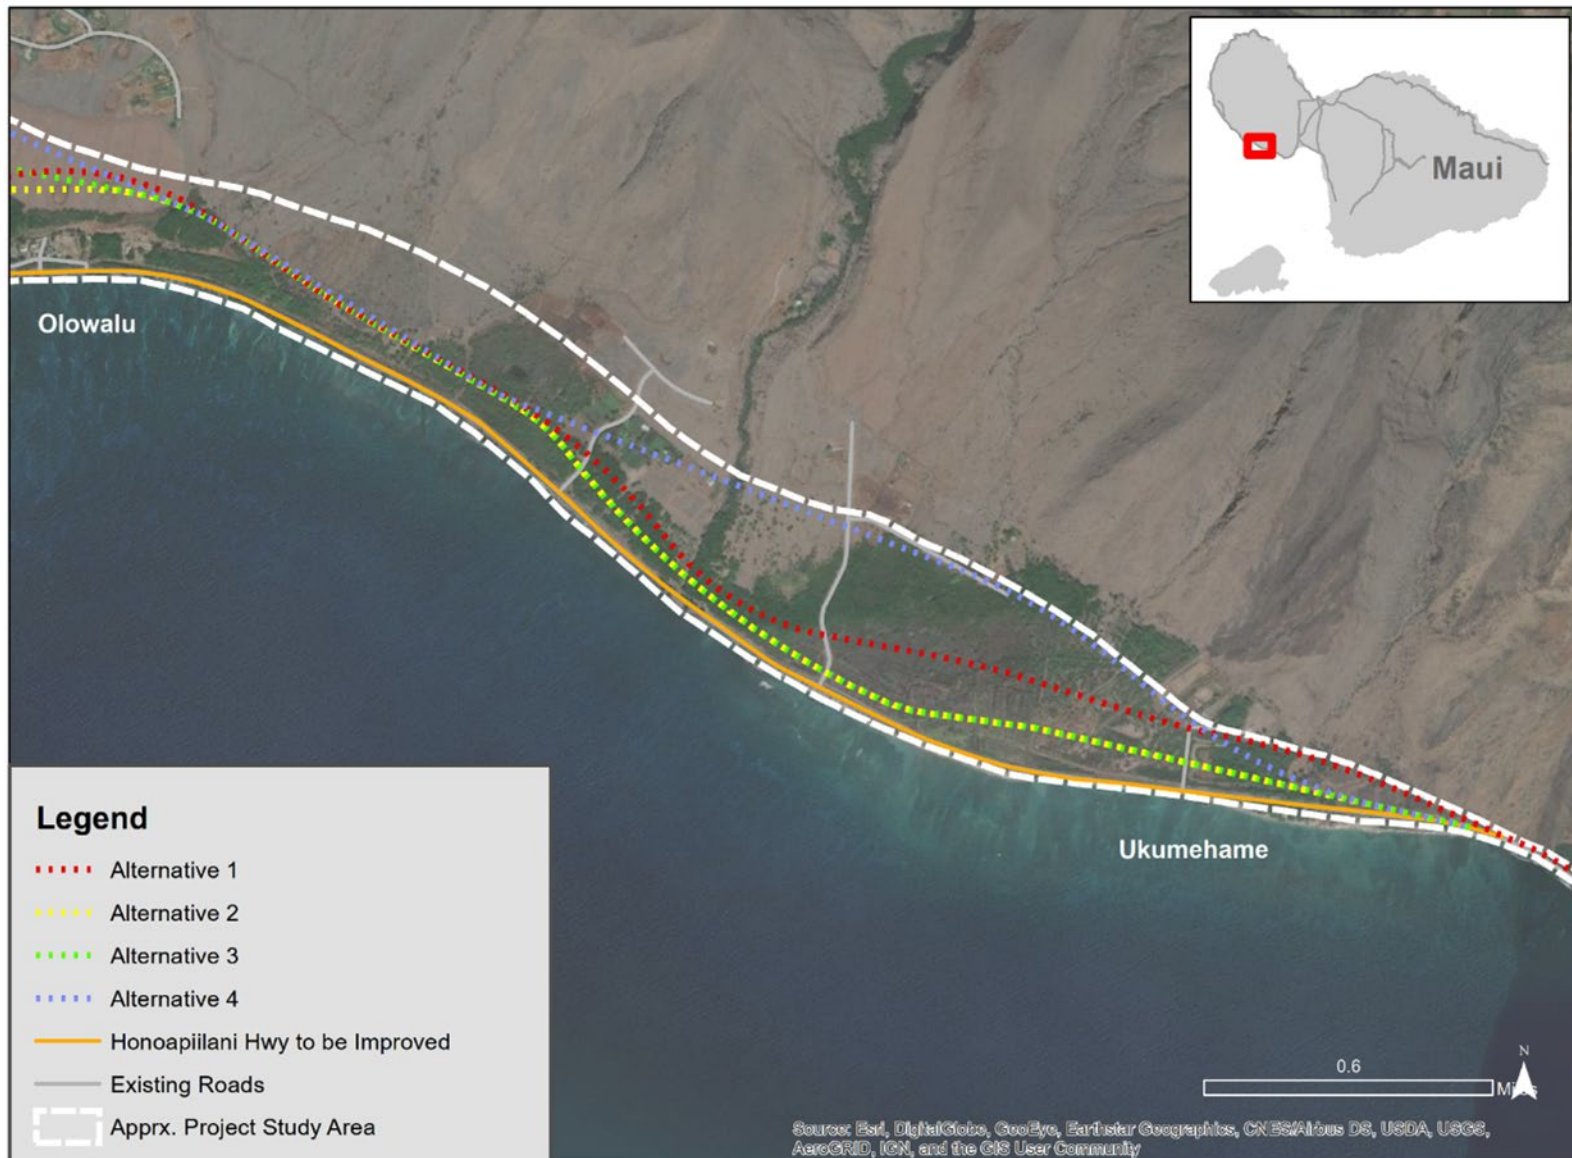 Maui
Olowalu
Ukumehame
Legend
Alternative 1
Alternative 2
Alternative 3
Alternative 4
Honoapiilani Hwy to be Improved
Existing Roads
Apprx. Project Study Area
N
0.6
Miles
Source: Esri, DigitalGlobe, GeoEye, Earthstar Geographics, CNES/Airbus DS, USDA, USGS,
AeroGRID, IGN, and the GIS User Community